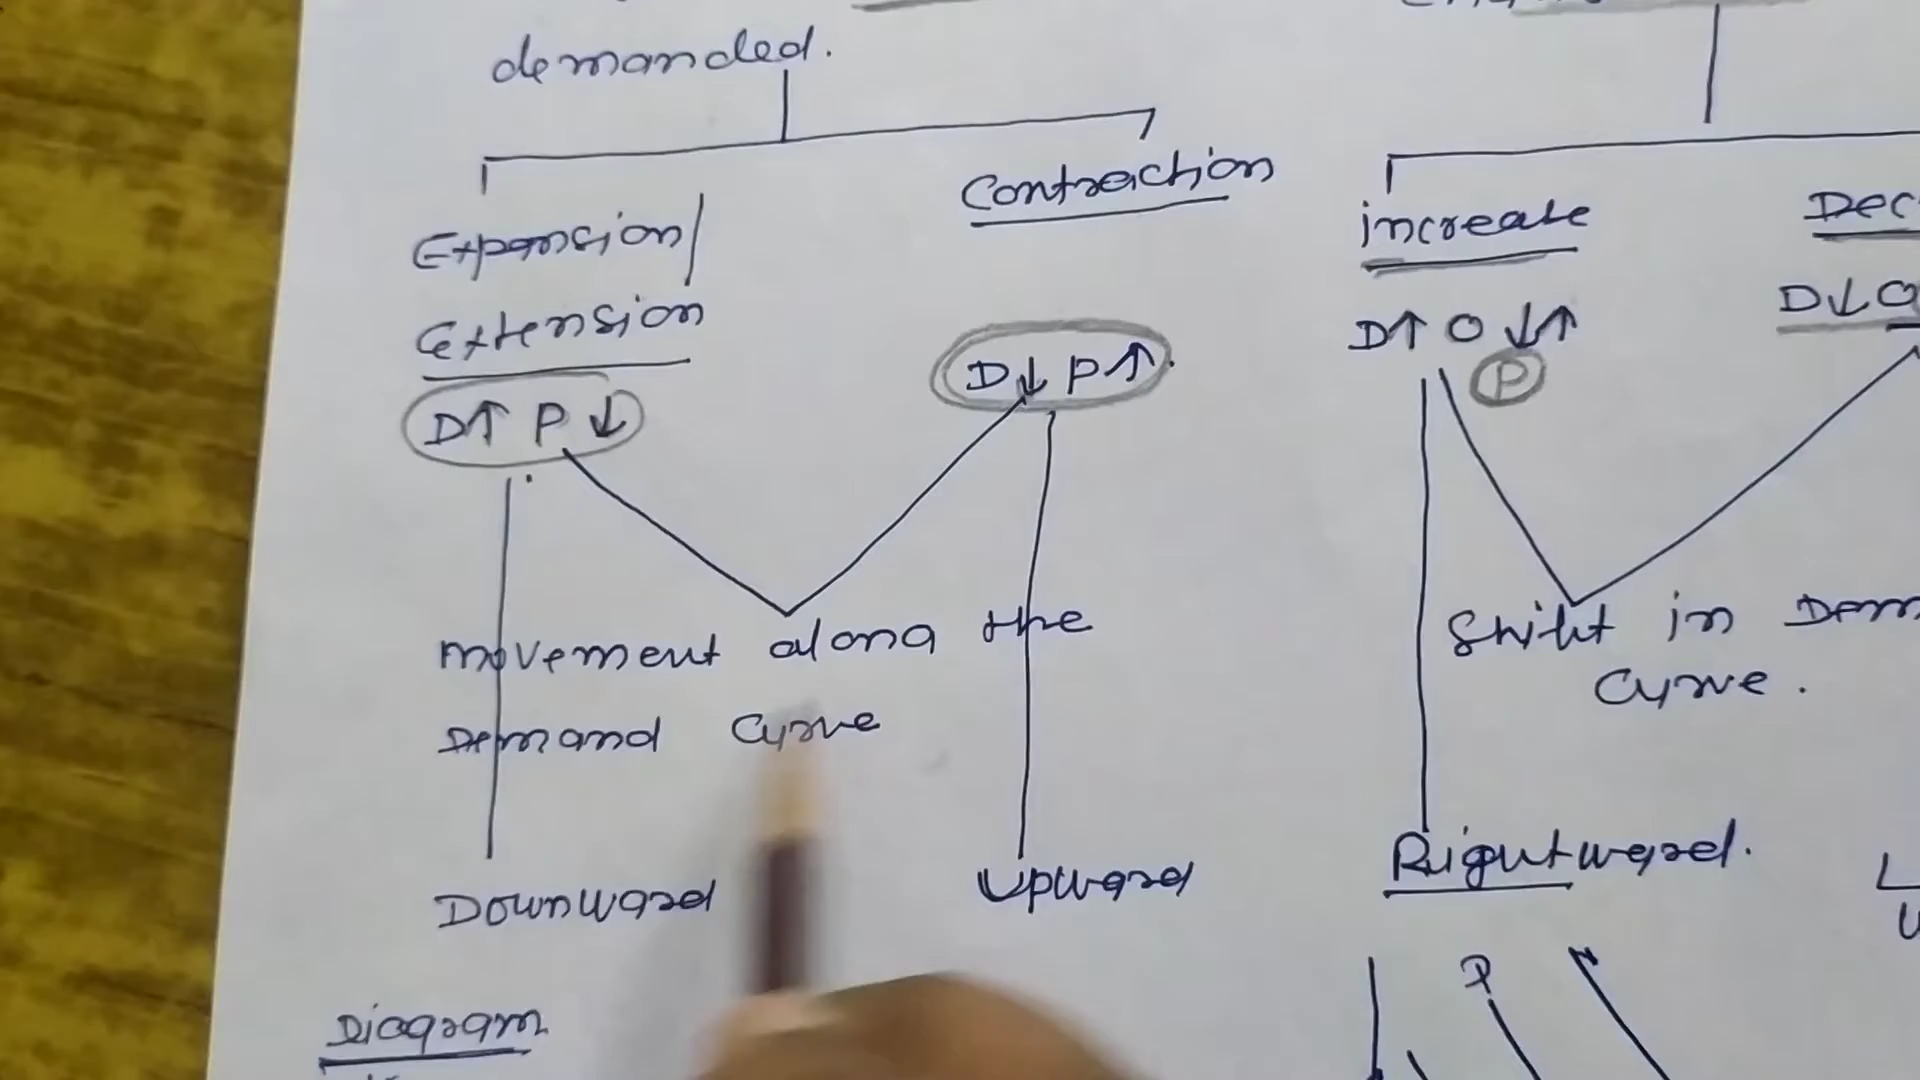 demanded.
Expansion/
Extension
D↑ P↓
Contraction
D↓ P↑.
movement along the
Demand Curve
Downward
Upward
Diagram
increase
D↑ O ↓↑
P
D↓
Shift in
Curve.
Rightward.
P